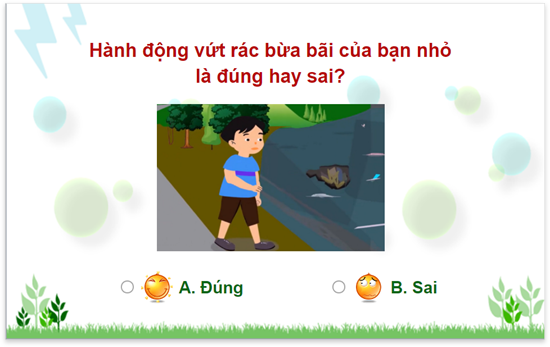 Hành động vứt rác bừa bãi của bạn nhỏ
là đúng hay sai?
A. Đúng
B. Sai